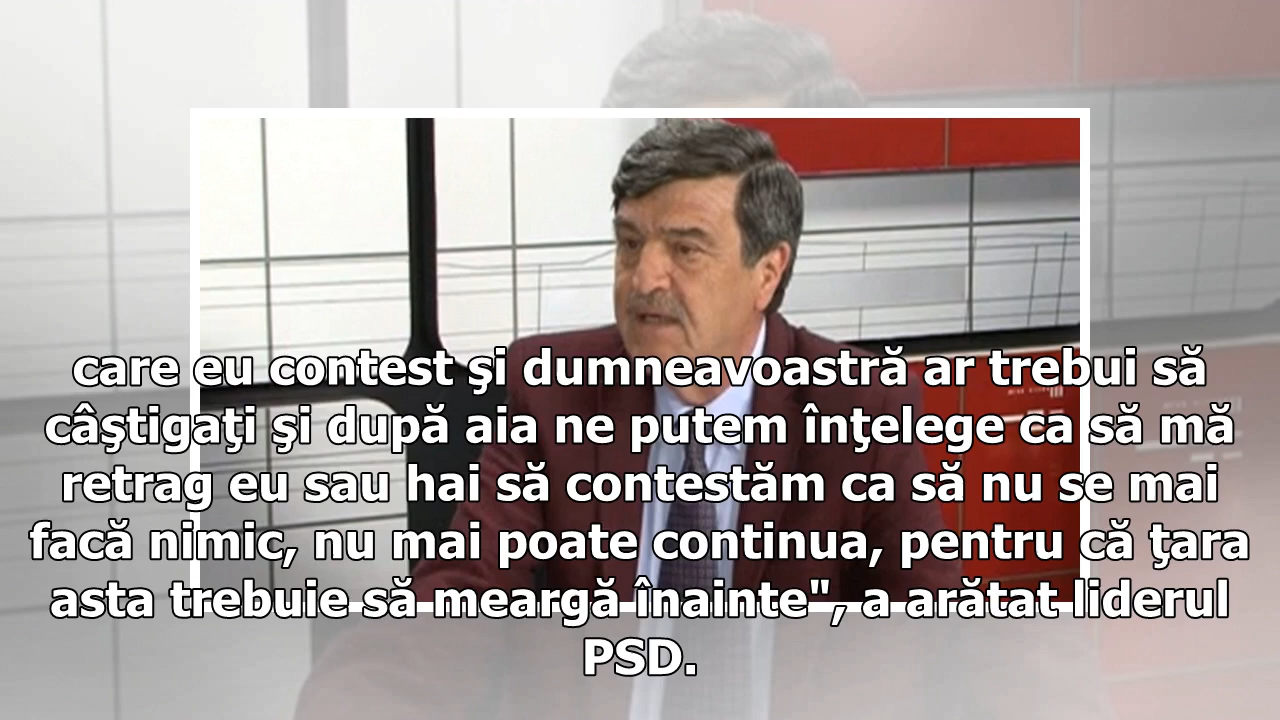 care eu contest şi dumneavoastră ar trebui să
câştigaţi şi după aia ne putem înţelege ca să mă
retrag eu sau hai să contestăm ca să nu se mai
facă nimic, nu mai poate continua, pentru că ţara
asta trebuie să meargă înainte", a arătat liderul
PSD.